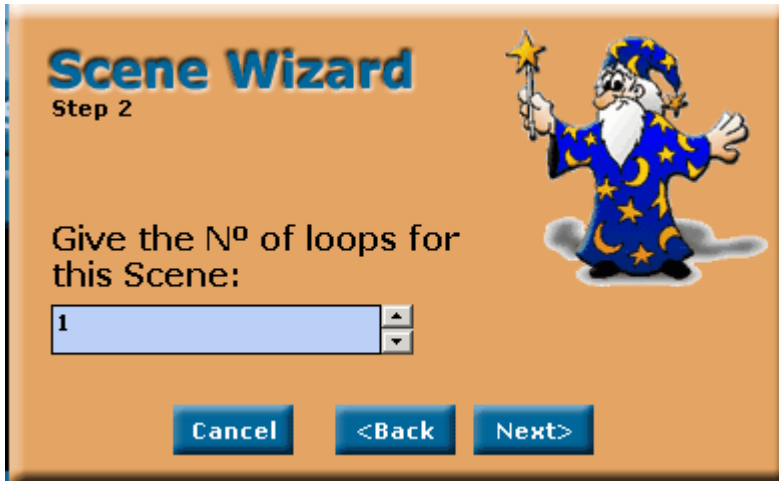 Scene Wizard
Step 2
Give the Nº of loops for
this Scene:
1
Cancel
<Back
Next>